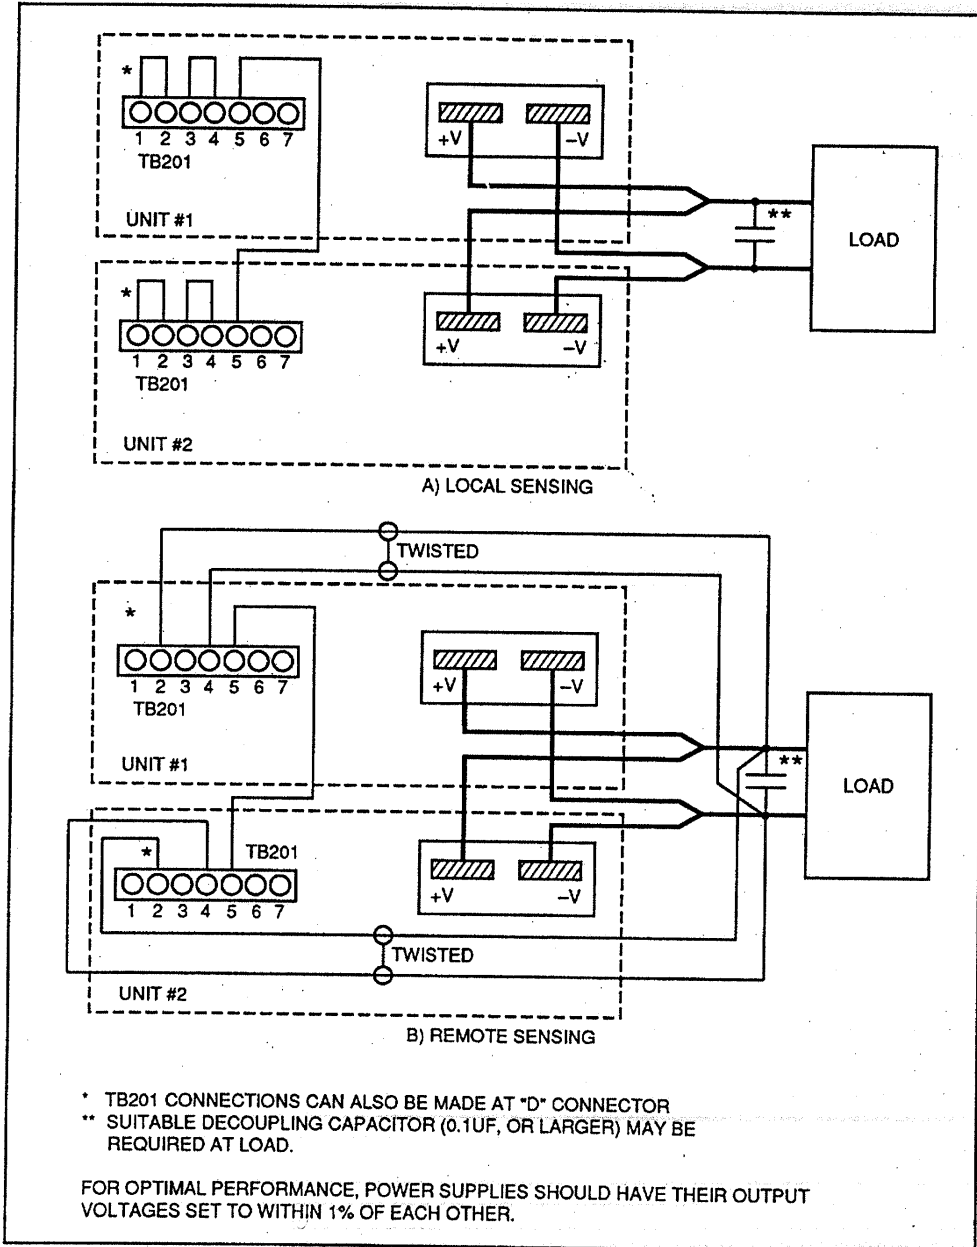 *
1 2 3 4 5 6 7
TB201
+V
–V
UNIT #1
**
LOAD
*
1 2 3 4 5 6 7
TB201
+V
–V
UNIT #2
A) LOCAL SENSING
TWISTED
*
1 2 3 4 5 6 7
TB201
+V
–V
UNIT #1
**
LOAD
*
TB201
1 2 3 4 5 6 7
+V
–V
TWISTED
UNIT #2
B) REMOTE SENSING
* TB201 CONNECTIONS CAN ALSO BE MADE AT "D" CONNECTOR
** SUITABLE DECOUPLING CAPACITOR (0.1UF, OR LARGER) MAY BE
REQUIRED AT LOAD.
FOR OPTIMAL PERFORMANCE, POWER SUPPLIES SHOULD HAVE THEIR OUTPUT
VOLTAGES SET TO WITHIN 1% OF EACH OTHER.